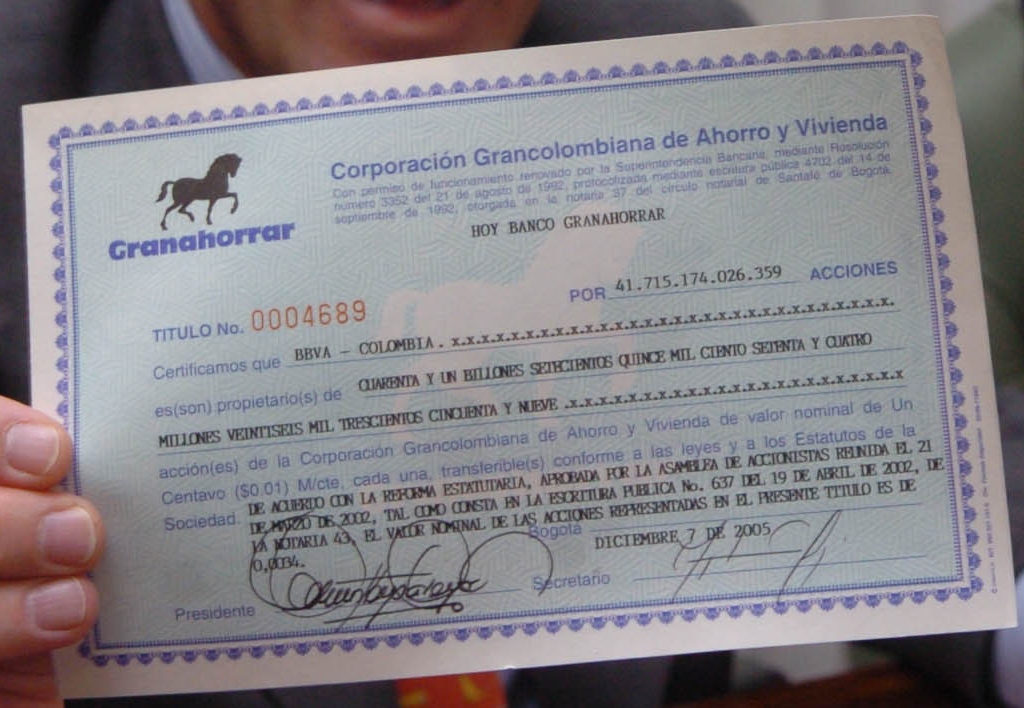 Corporación Grancolombiana de Ahorro y Vivienda
Con permiso de funcionamiento renovado por la Superintendencia Bancaria, mediante Resolución
número 3352 del 21 de agosto de 1992, protocolizada mediante escritura pública 4702 del 14 de
septiembre de 1992, otorgada en la notaría 37 del círculo notarial de Santafé de Bogotá.
Granahorrar
HOY BANCO GRANAHORRAR
TITULO No. 0004689
POR 41.715.174.026.359 ACCIONES
Certificamos que BBVA - COLOMBIA.x.x.x.x.x.x.x.x.x.x.x.x.x.x.x.x.x.x.x.x.x.x.x.x.x.x.x.x.x.
es(son) propietario(s) de CUARENTA Y UN BILLONES SETECIENTOS QUINCE MIL CIENTO SETENTA Y CUATRO
MILLONES VEINTISEIS MIL TRESCIENTOS CINCUENTA Y NUEVE.x.x.x.x.x.x.x.x.x.x.x.x.x.x.x.x.x.x.x.x.x.x
acción(es) de la Corporación Grancolombiana de Ahorro y Vivienda de valor nominal de Un
Centavo ($0.01) M/cte, cada una, transferible(s) conforme a las leyes y a los Estatutos de la
Sociedad. DE ACUERDO CON LA REFORMA ESTATUTARIA, APROBADA POR LA ASAMBLEA DE ACCIONISTAS REUNIDA EL 21
DE MARZO DE 2002, TAL COMO CONSTA EN LA ESCRITURA PUBLICA No. 637 DEL 19 DE ABRIL DE 2002, DE
LA NOTARIA 43, EL VALOR NOMINAL DE LAS ACCIONES REPRESENTADAS EN EL PRESENTE TITULO ES DE
0,0034.
Bogotá DICIEMBRE 7 DE 2005
Presidente
Secretario